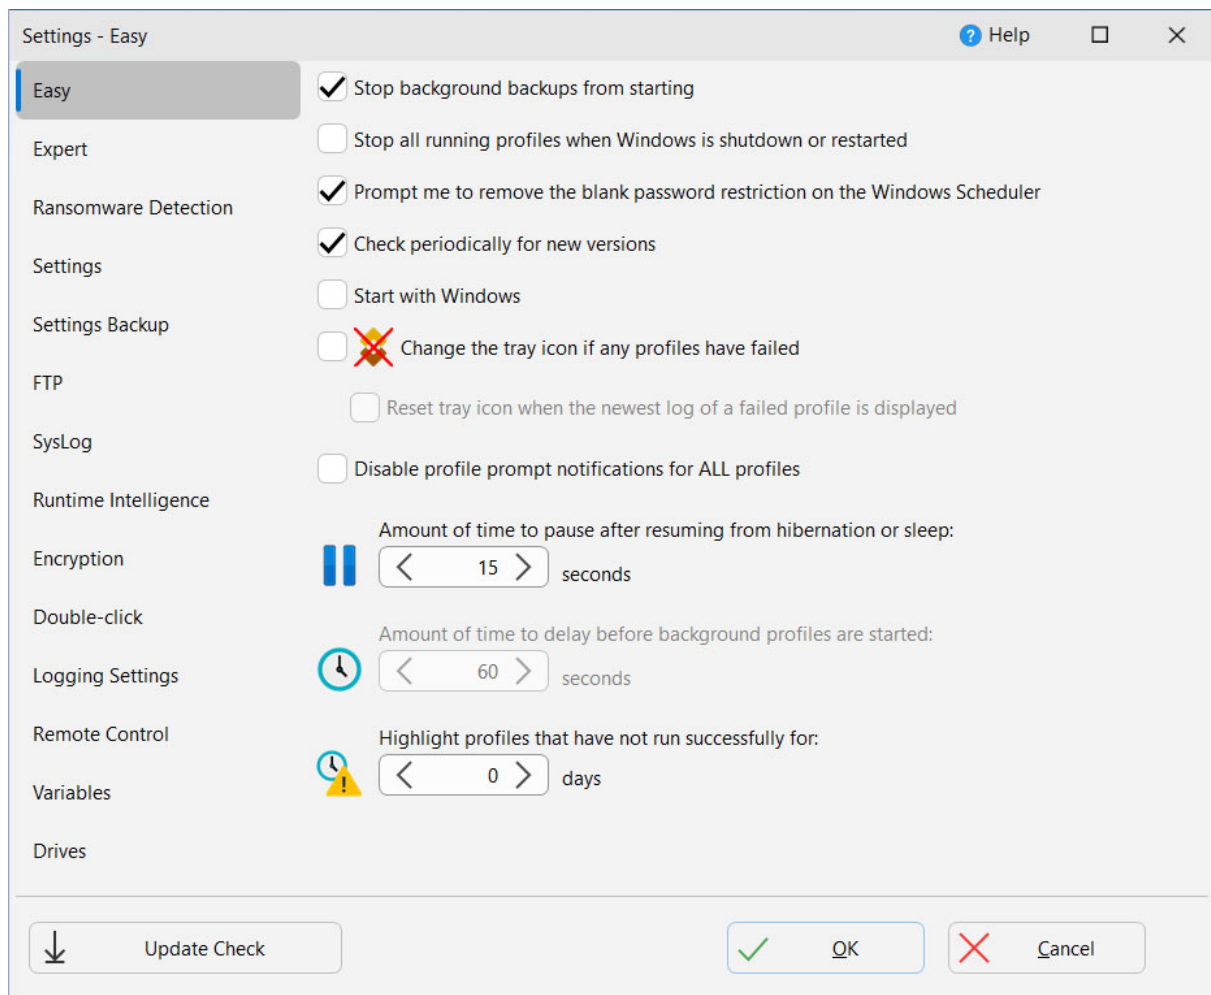 Settings - Easy
Help
Easy
Expert
Ransomware Detection
Settings
Settings Backup
FTP
SysLog
Runtime Intelligence
Encryption
Double-click
Logging Settings
Remote Control
Variables
Drives
Stop background backups from starting
Stop all running profiles when Windows is shutdown or restarted
Prompt me to remove the blank password restriction on the Windows Scheduler
Check periodically for new versions
Start with Windows
Change the tray icon if any profiles have failed
Reset tray icon when the newest log of a failed profile is displayed
Disable profile prompt notifications for ALL profiles
Amount of time to pause after resuming from hibernation or sleep:
15 seconds
Amount of time to delay before background profiles are started:
60 seconds
Highlight profiles that have not run successfully for:
0 days
Update Check
OK
Cancel